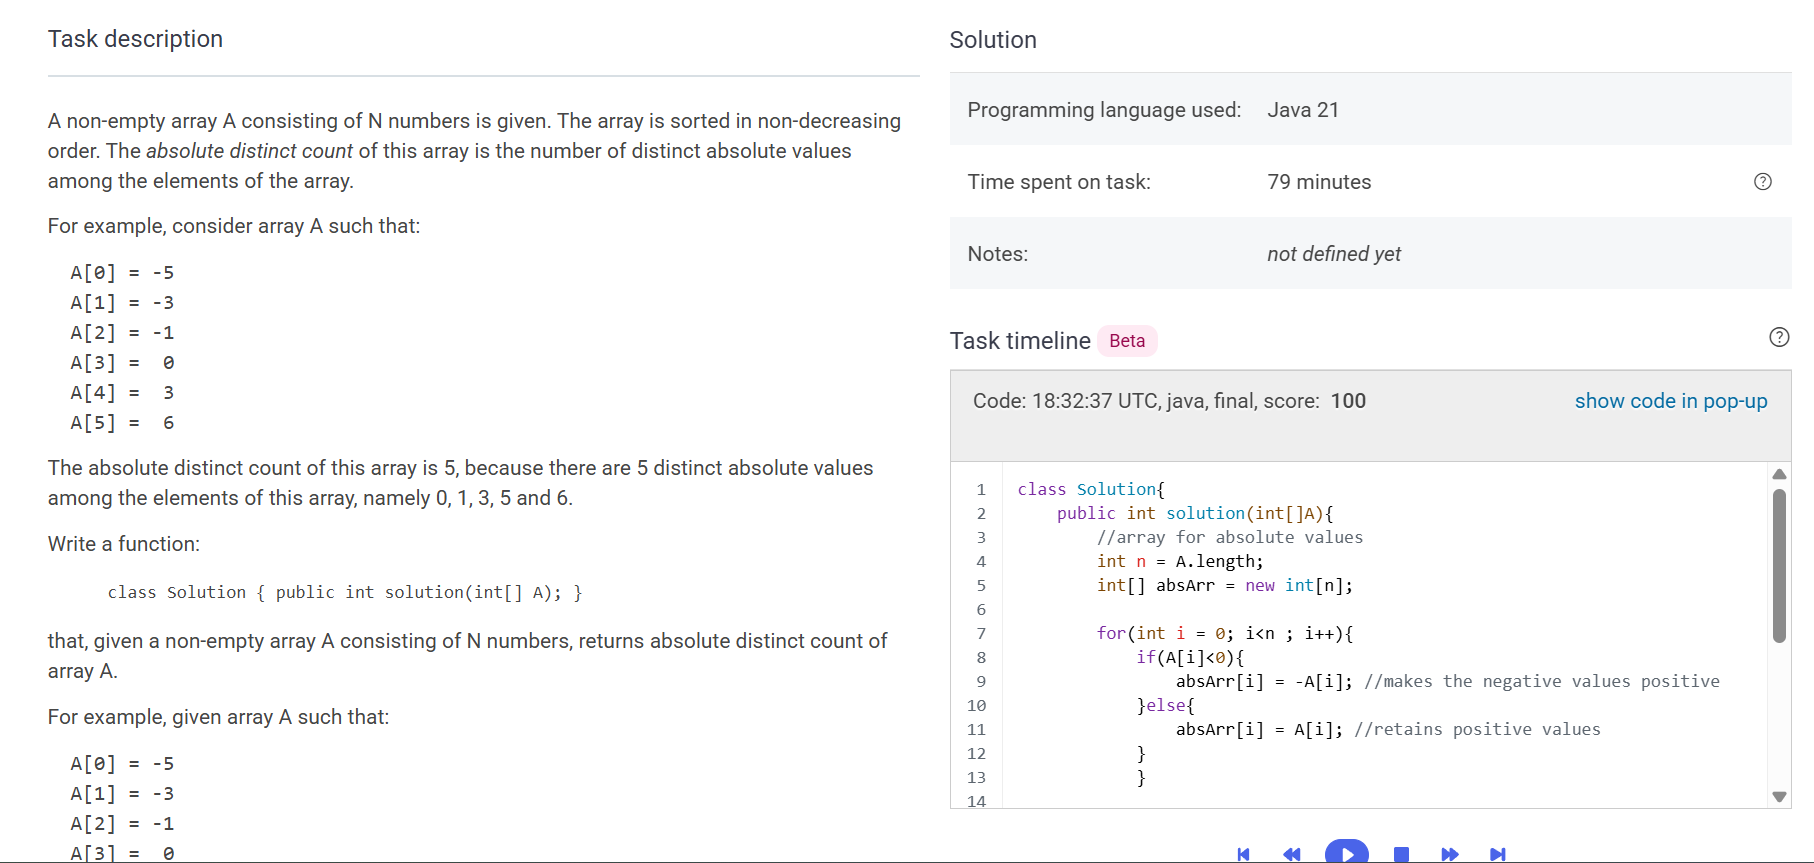 Task description
A non-empty array A consisting of N numbers is given. The array is sorted in non-decreasing
order. The absolute distinct count of this array is the number of distinct absolute values
among the elements of the array.
For example, consider array A such that:
A[0] = -5
A[1] = -3
A[2] = -1
A[3] =  0
A[4] =  3
A[5] =  6
The absolute distinct count of this array is 5, because there are 5 distinct absolute values
among the elements of this array, namely 0, 1, 3, 5 and 6.
Write a function:
class Solution { public int solution(int[] A); }
that, given a non-empty array A consisting of N numbers, returns absolute distinct count of
array A.
For example, given array A such that:
A[0] = -5
A[1] = -3
A[2] = -1
A[3] =  0
Solution
Programming language used: Java 21
Time spent on task: 79 minutes
Notes: not defined yet
Task timeline Beta
Code: 18:32:37 UTC, java, final, score: 100
show code in pop-up
1 class Solution{
2     public int solution(int[]A){
3         //array for absolute values
4         int n = A.length;
5         int[] absArr = new int[n];
6
7         for(int i = 0; i<n ; i++){
8             if(A[i]<0){
9                 absArr[i] = -A[i]; //makes the negative values positive
10             }else{
11                 absArr[i] = A[i]; //retains positive values
12             }
13             }
14